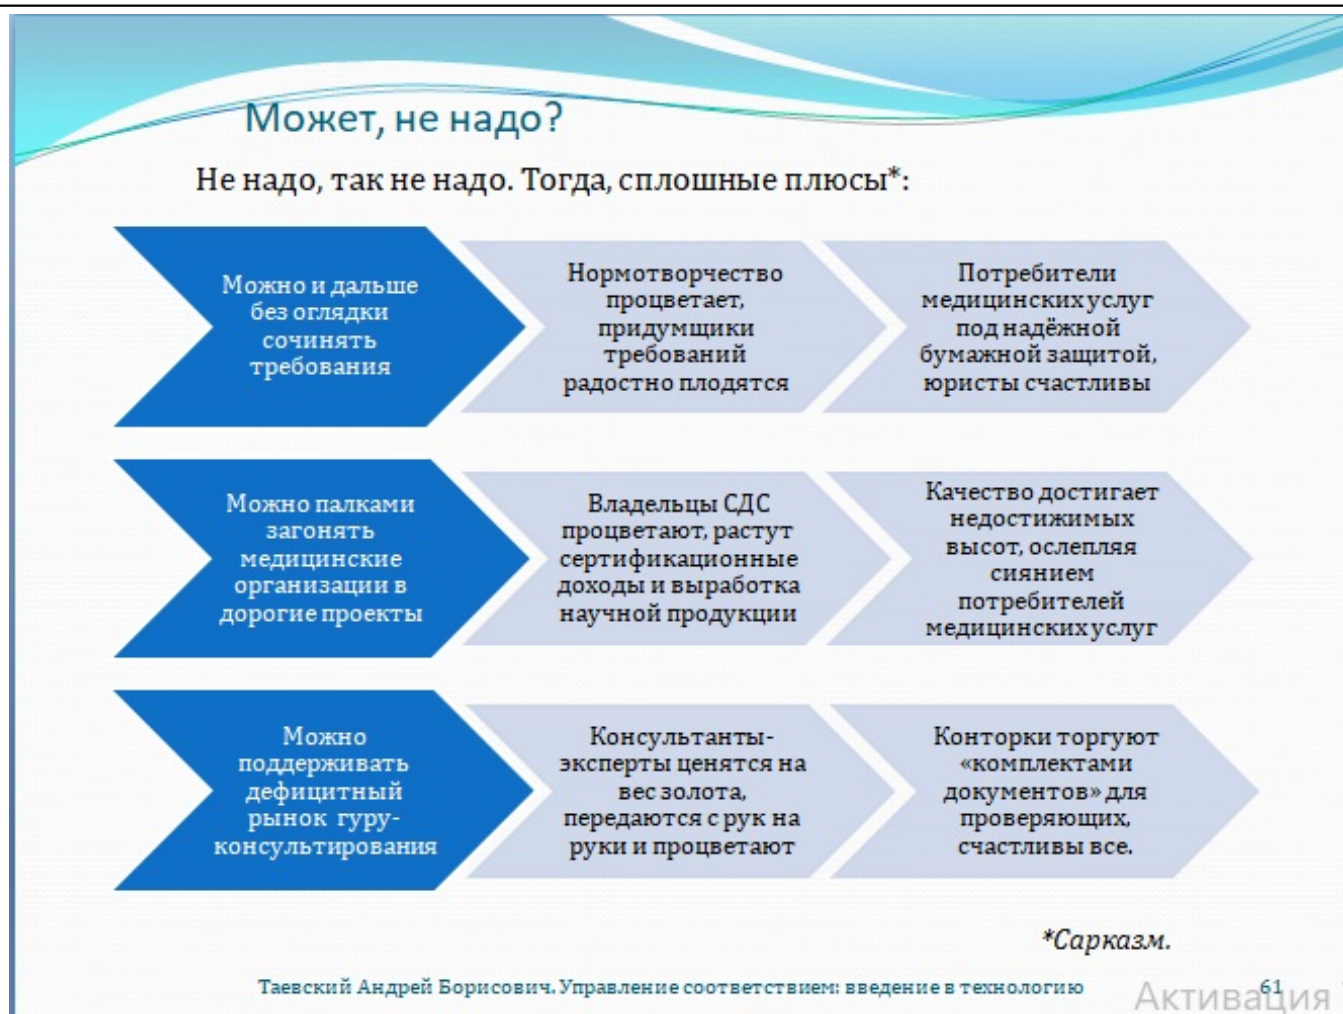 Может, не надо?
Не надо, так не надо. Тогда, сплошные плюсы*:
Можно и дальше
без оглядки
сочинять
требования
Нормотворчество
процветает,
придумщики
требований
радостно плодятся
Потребители
медицинских услуг
под надёжной
бумажной защитой,
юристы счастливы
Можно палками
загонять
медицинские
организации в
дорогие проекты
Владельцы СДС
процветают, растут
сертификационные
доходы и выработка
научной продукции
Качество достигает
недостижимых
высот, ослепляя
сиянием
потребителей
медицинских услуг
Можно
поддерживать
дефицитный
рынок гуру-
консультирования
Консультанты-
эксперты ценятся на
вес золота,
передаются с рук на
руки и процветают
Конторки торгуют
«комплектами
документов» для
проверяющих,
счастливы все.
*Сарказм.
Таевский Андрей Борисович. Управление соответствием: введение в технологию
61
Активация